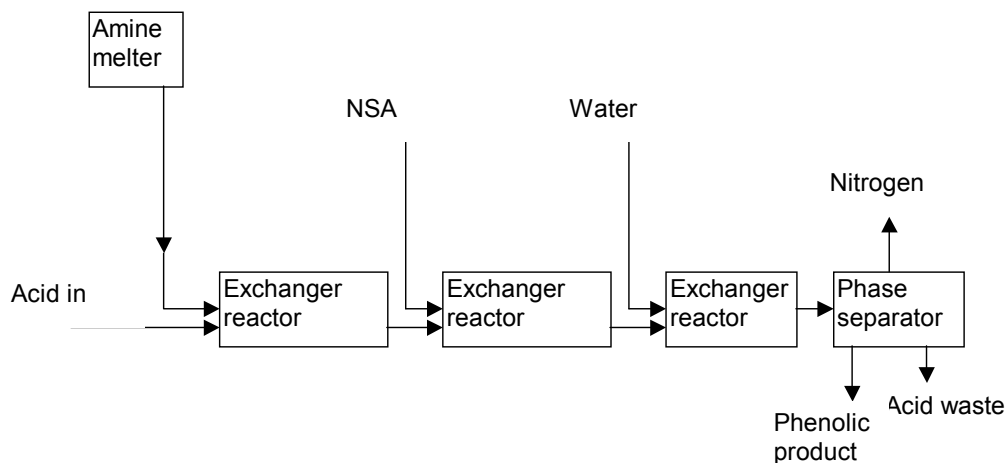 Amine
melter
NSA
Water
Nitrogen
Acid in
Exchanger
reactor
Exchanger
reactor
Exchanger
reactor
Phase
separator
Phenolic
product
Acid waste